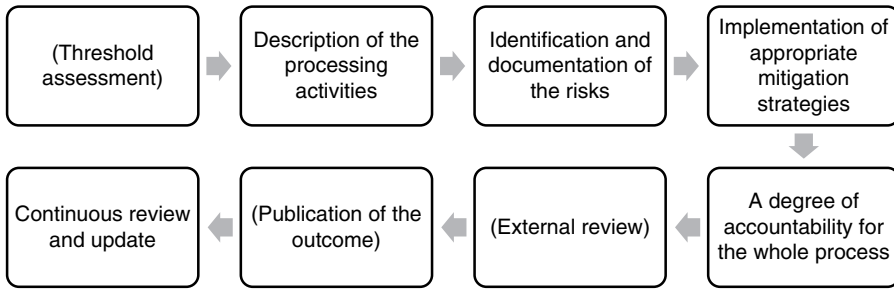 (Threshold
assessment)
Description of the
processing
activities
Identification and
documentation of
the risks
Implementation of
appropriate
mitigation
strategies
A degree of
accountability for
the whole process
(External review)
(Publication of the
outcome)
Continuous review
and update